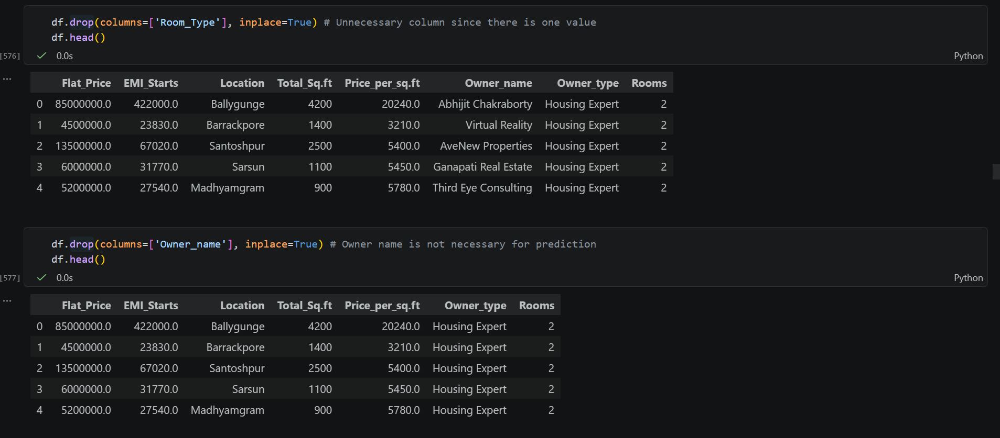 df.drop(columns=['Room_Type'], inplace=True) # Unnecessary column since there is one value
df.head()
[576] 0.0s Python
Flat_Price EMI_Starts Location Total_Sq.ft Price_per_sq.ft Owner_name Owner_type Rooms
0 85000000.0 422000.0 Ballygunge 4200 20240.0 Abhijit Chakraborty Housing Expert 2
1 4500000.0 23830.0 Barrackpore 1400 3210.0 Virtual Reality Housing Expert 2
2 13500000.0 67020.0 Santoshpur 2500 5400.0 AveNew Properties Housing Expert 2
3 6000000.0 31770.0 Sarsun 1100 5450.0 Ganapati Real Estate Housing Expert 2
4 5200000.0 27540.0 Madhyamgram 900 5780.0 Third Eye Consulting Housing Expert 2
df.drop(columns=['Owner_name'], inplace=True) # Owner name is not necessary for prediction
df.head()
[577] 0.0s Python
Flat_Price EMI_Starts Location Total_Sq.ft Price_per_sq.ft Owner_type Rooms
0 85000000.0 422000.0 Ballygunge 4200 20240.0 Housing Expert 2
1 4500000.0 23830.0 Barrackpore 1400 3210.0 Housing Expert 2
2 13500000.0 67020.0 Santoshpur 2500 5400.0 Housing Expert 2
3 6000000.0 31770.0 Sarsun 1100 5450.0 Housing Expert 2
4 5200000.0 27540.0 Madhyamgram 900 5780.0 Housing Expert 2